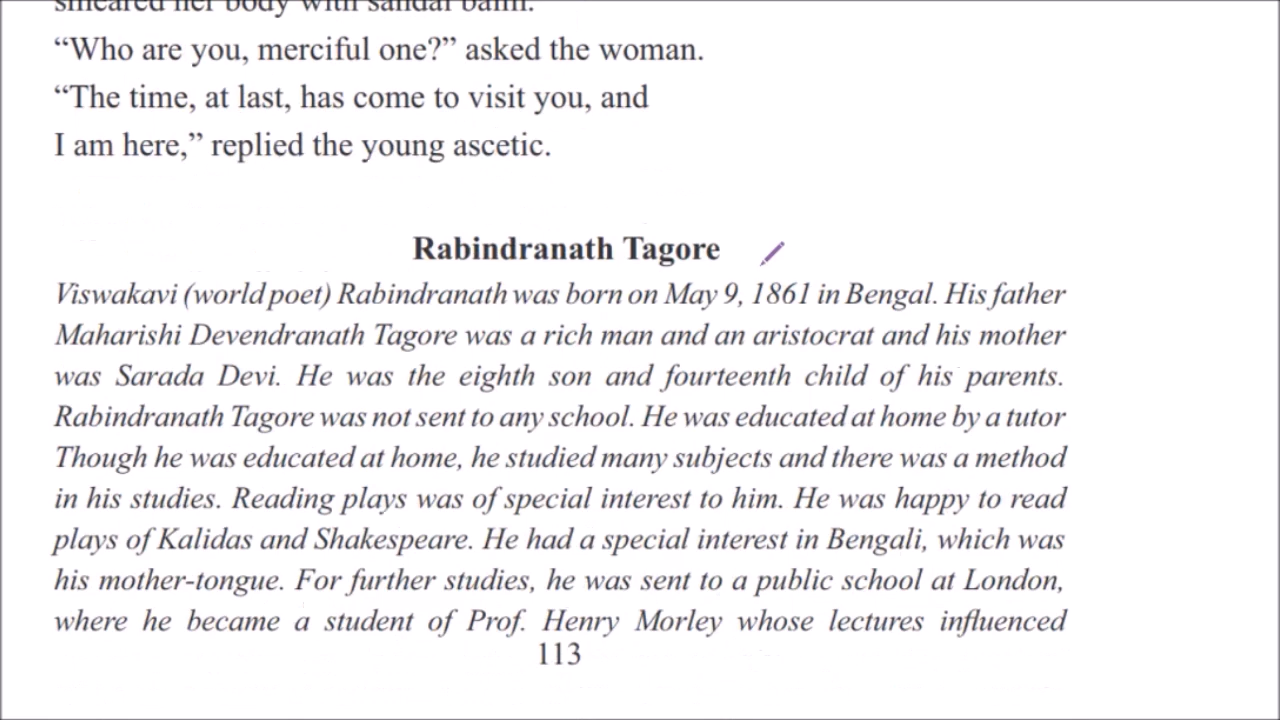 smeared her body with sandal balm.
“Who are you, merciful one?” asked the woman.
“The time, at last, has come to visit you, and
I am here,” replied the young ascetic.
Rabindranath Tagore
Viswakavi (world poet) Rabindranath was born on May 9, 1861 in Bengal. His father
Maharishi Devendranath Tagore was a rich man and an aristocrat and his mother
was Sarada Devi. He was the eighth son and fourteenth child of his parents.
Rabindranath Tagore was not sent to any school. He was educated at home by a tutor
Though he was educated at home, he studied many subjects and there was a method
in his studies. Reading plays was of special interest to him. He was happy to read
plays of Kalidas and Shakespeare. He had a special interest in Bengali, which was
his mother-tongue. For further studies, he was sent to a public school at London,
where he became a student of Prof. Henry Morley whose lectures influenced
113